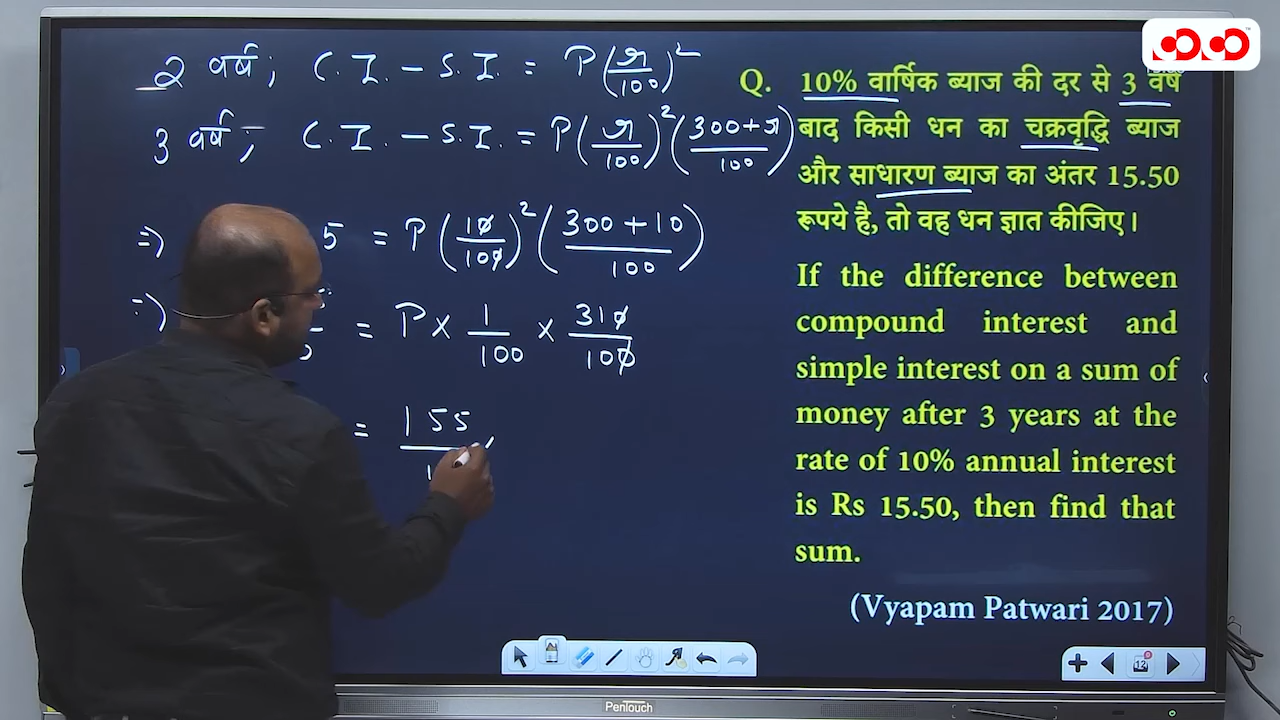 2 वर्ष; C.I. – S.I. = P(र/100)²
3 वर्ष; C.I. – S.I. = P(र/100)²(300+र/100)
⇒ 5 = P(10/100)²(300+10/100)
⇒ 5 = P × 1/100 × 310/100
= 155/1
Q. 10% वार्षिक ब्याज की दर से 3 वर्ष
बाद किसी धन का चक्रवृद्धि ब्याज
और साधारण ब्याज का अंतर 15.50
रूपये है, तो वह धन ज्ञात कीजिए।
If the difference between
compound interest and
simple interest on a sum of
money after 3 years at the
rate of 10% annual interest
is Rs 15.50, then find that
sum.
(Vyapam Patwari 2017)
12
PenTouch